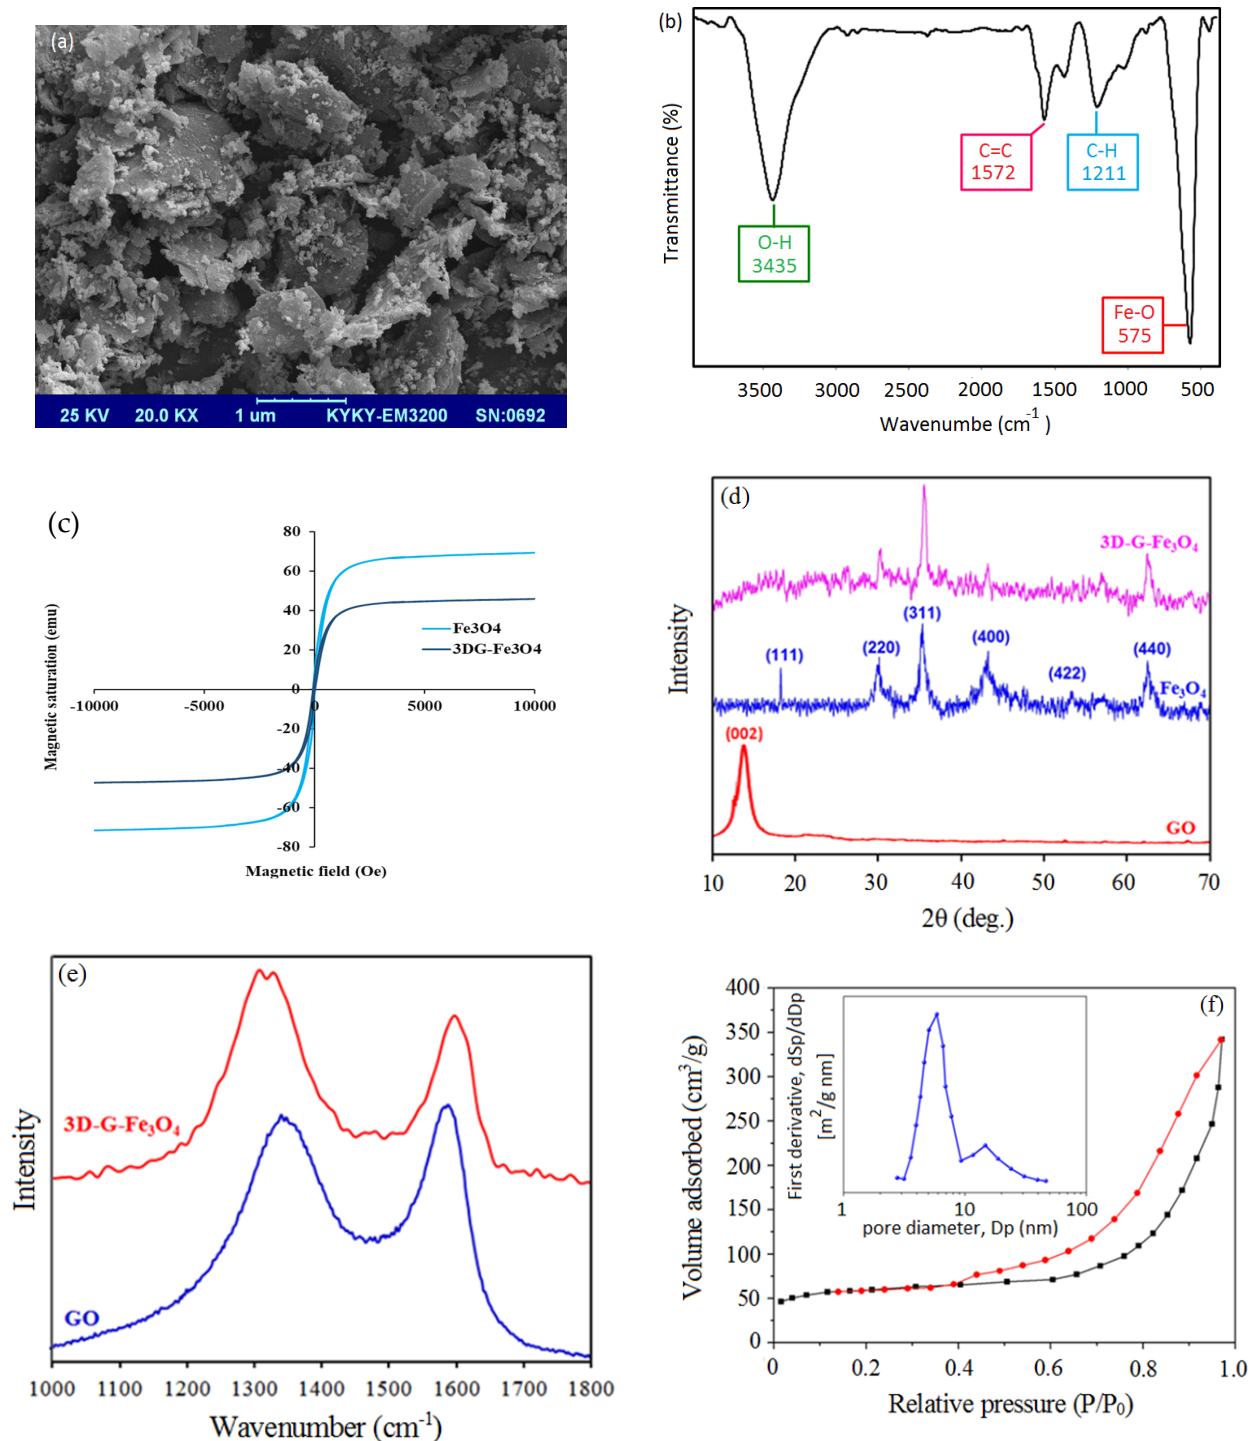 (a)
25 KV 20.0 KX 1 um KYKY-EM3200 SN:0692
(b)
Transmittance (%)
C=C
1572
C-H
1211
O-H
3435
Fe-O
575
3500 3000 2500 2000 1500 1000 500
Wavenumbe (cm-1 )
(c)
Magnetic saturation (emu)
80
60
40
20
0
-20
-40
-60
-80
-10000 -5000 0 5000 10000
Fe3O4
3DG-Fe3O4
Magnetic field (Oe)
(d)
Intensity
3D-G-Fe3O4
(111) (220) (311) (400) (422) (440)
Fe3O4
(002)
GO
10 20 30 40 50 60 70
2θ (deg.)
(e)
Intensity
3D-G-Fe3O4
GO
1000 1100 1200 1300 1400 1500 1600 1700 1800
Wavenumber (cm-1)
(f)
Volume adsorbed (cm3/g)
400
350
300
250
200
150
100
50
0
First derivative, dSp/dDp
[m2/g nm]
1 10 100
pore diameter, Dp (nm)
0 0.2 0.4 0.6 0.8 1.0
Relative pressure (P/P0)